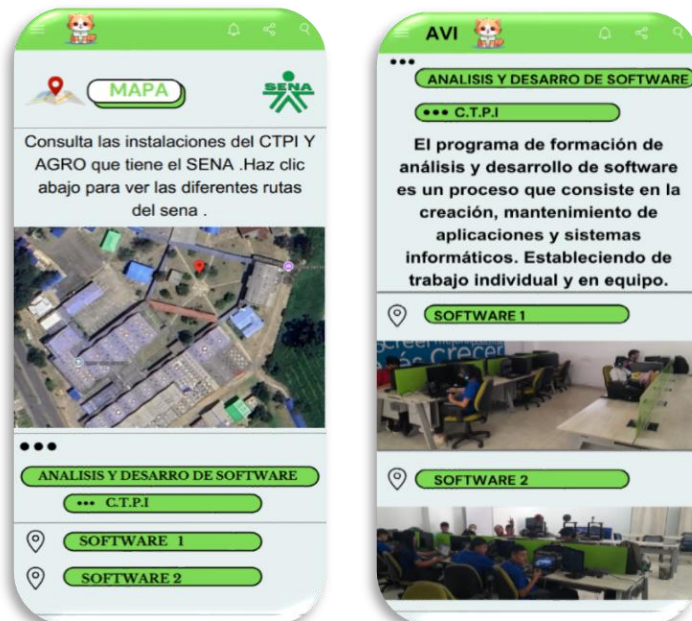 MAPA
SENA
Consulta las instalaciones del CTPI Y
AGRO que tiene el SENA .Haz clic
abajo para ver las diferentes rutas
del sena .
ANALISIS Y DESARRO DE SOFTWARE
C.T.P.I
SOFTWARE 1
SOFTWARE 2
AVI
ANALISIS Y DESARRO DE SOFTWARE
C.T.P.I
El programa de formación de
análisis y desarrollo de software
es un proceso que consiste en la
creación, mantenimiento de
aplicaciones y sistemas
informáticos. Estableciendo de
trabajo individual y en equipo.
SOFTWARE 1
crecer
SOFTWARE 2